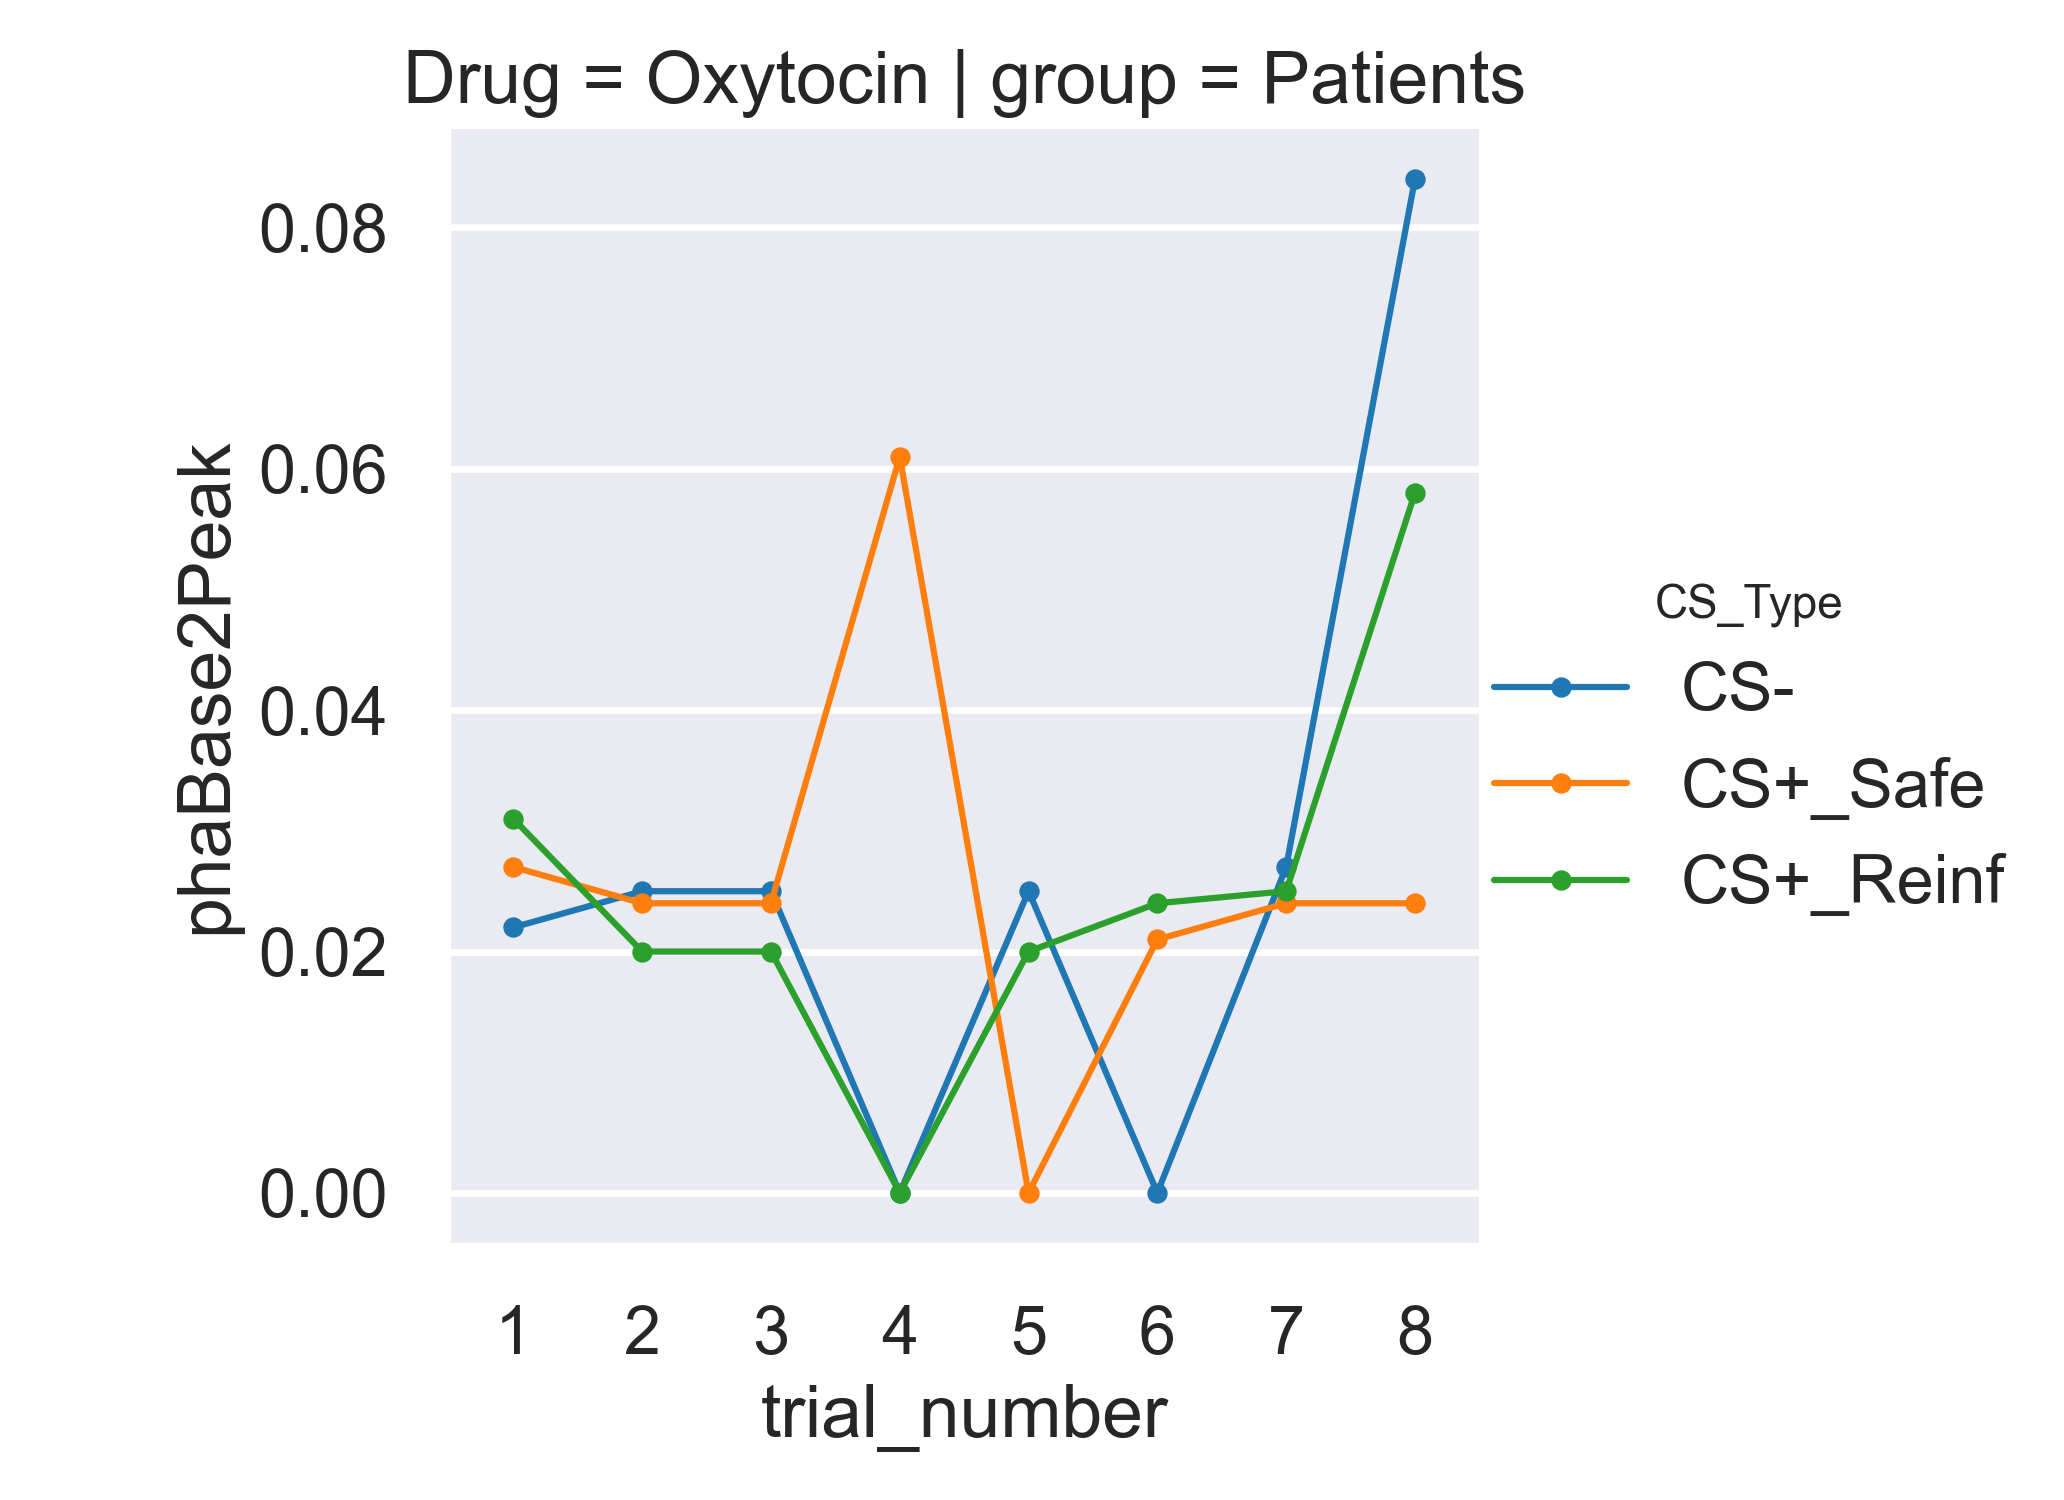 Drug = Oxytocin | group = Patients
0.08
0.06
0.04
0.02
0.00
phaBase2Peak
1 2 3 4 5 6 7 8
trial_number
CS_Type
CS-
CS+_Safe
CS+_Reinf